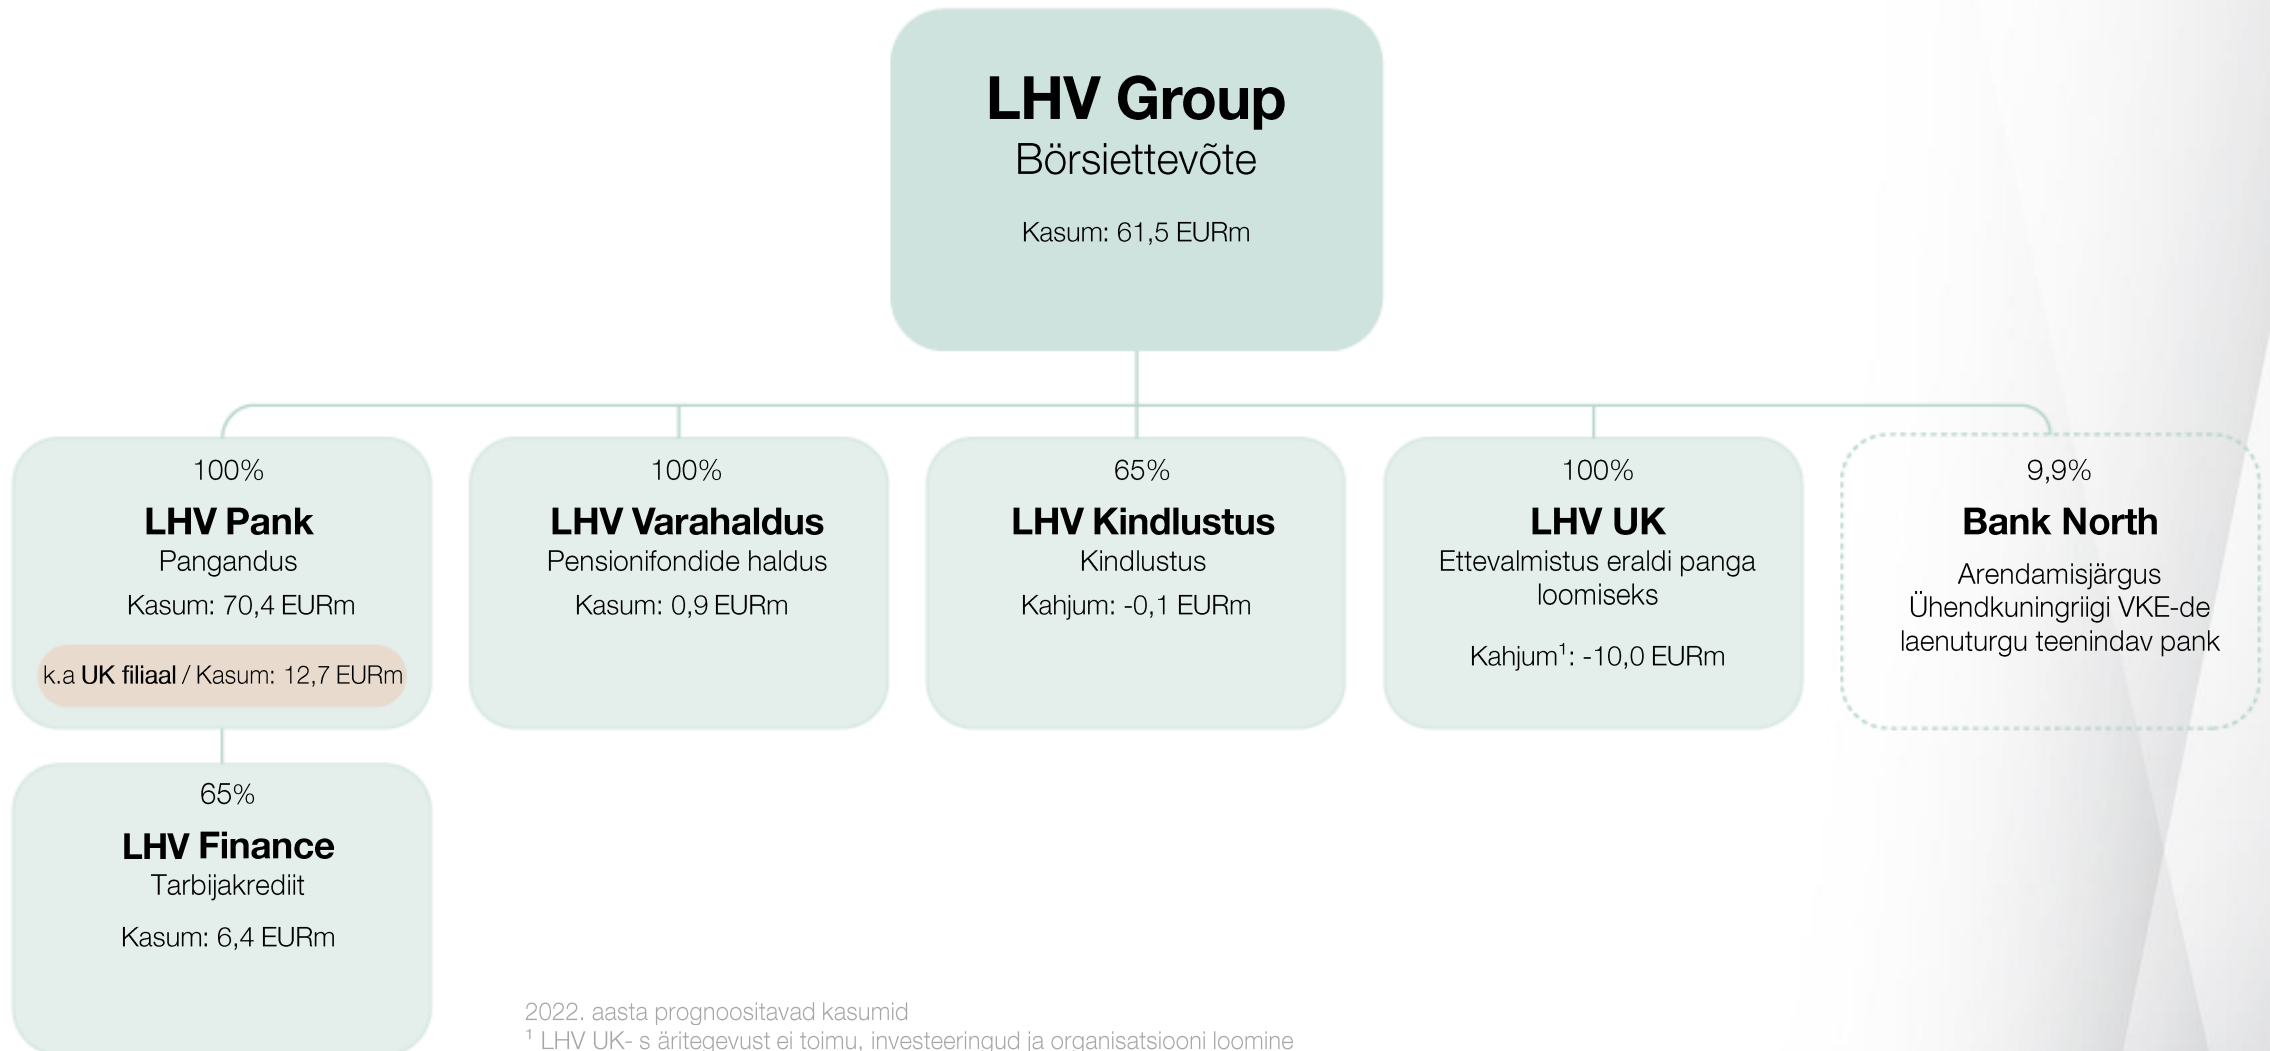 LHV Group
Börsiettevõte
Kasum: 61,5 EURm
100%
LHV Pank
Pangandus
Kasum: 70,4 EURm
k.a UK filiaal / Kasum: 12,7 EURm
100%
LHV Varahaldus
Pensionifondide haldus
Kasum: 0,9 EURm
65%
LHV Kindlustus
Kindlustus
Kahjum: -0,1 EURm
100%
LHV UK
Ettevalmistus eraldi panga
loomiseks
Kahjum¹: -10,0 EURm
9,9%
Bank North
Arendamisjärgus
Ühendkuningriigi VKE-de
laenuturgu teenindav pank
65%
LHV Finance
Tarbijakrediit
Kasum: 6,4 EURm
2022. aasta prognoositavad kasumid
¹ LHV UK- s äritegevust ei toimu, investeeringud ja organisatsiooni loomine